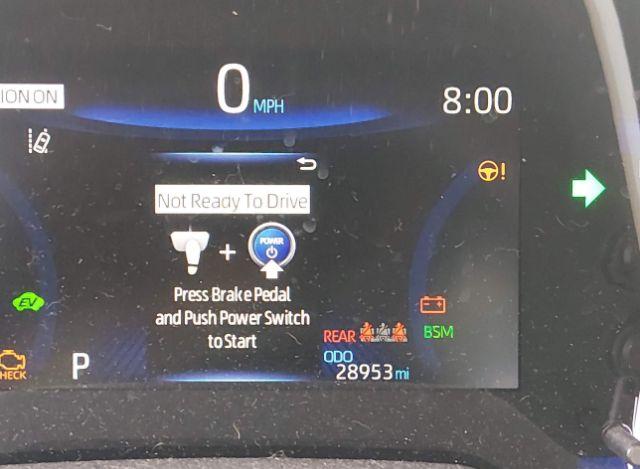 ION ON
0 MPH
8:00
Not Ready To Drive
POWER
+
Press Brake Pedal
and Push Power Switch
to Start
EV
REAR
BSM
CHECK
P
ODO
28953 mi